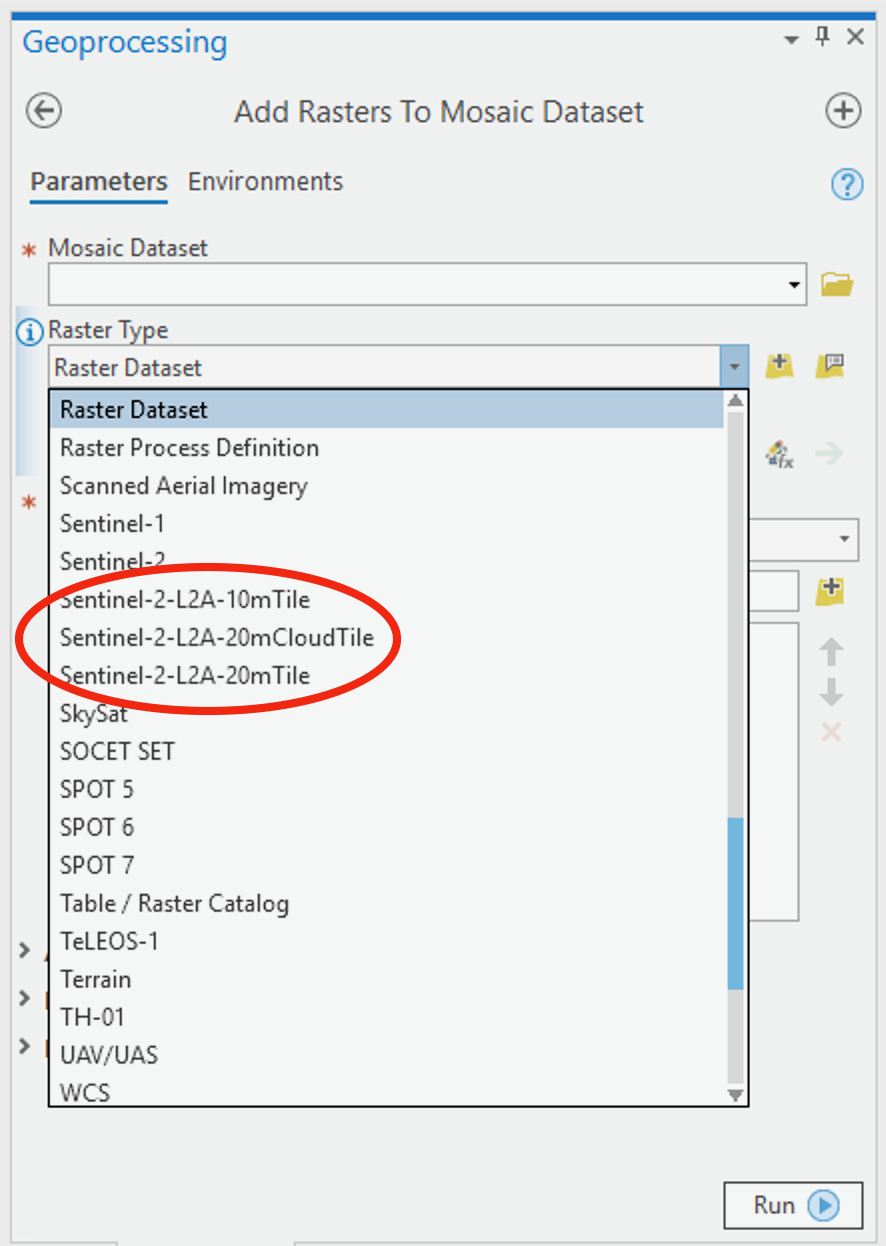 Geoprocessing
Add Rasters To Mosaic Dataset
Parameters Environments
* Mosaic Dataset
Raster Type
Raster Dataset
Raster Dataset
Raster Process Definition
Scanned Aerial Imagery
Sentinel-1
*
Sentinel-2
Sentinel-2-L2A-10mTile
Sentinel-2-L2A-20mCloudTile
Sentinel-2-L2A-20mTile
SkySat
SOCET SET
SPOT 5
SPOT 6
SPOT 7
Table / Raster Catalog
TeLEOS-1
Terrain
TH-01
UAV/UAS
WCS
Run